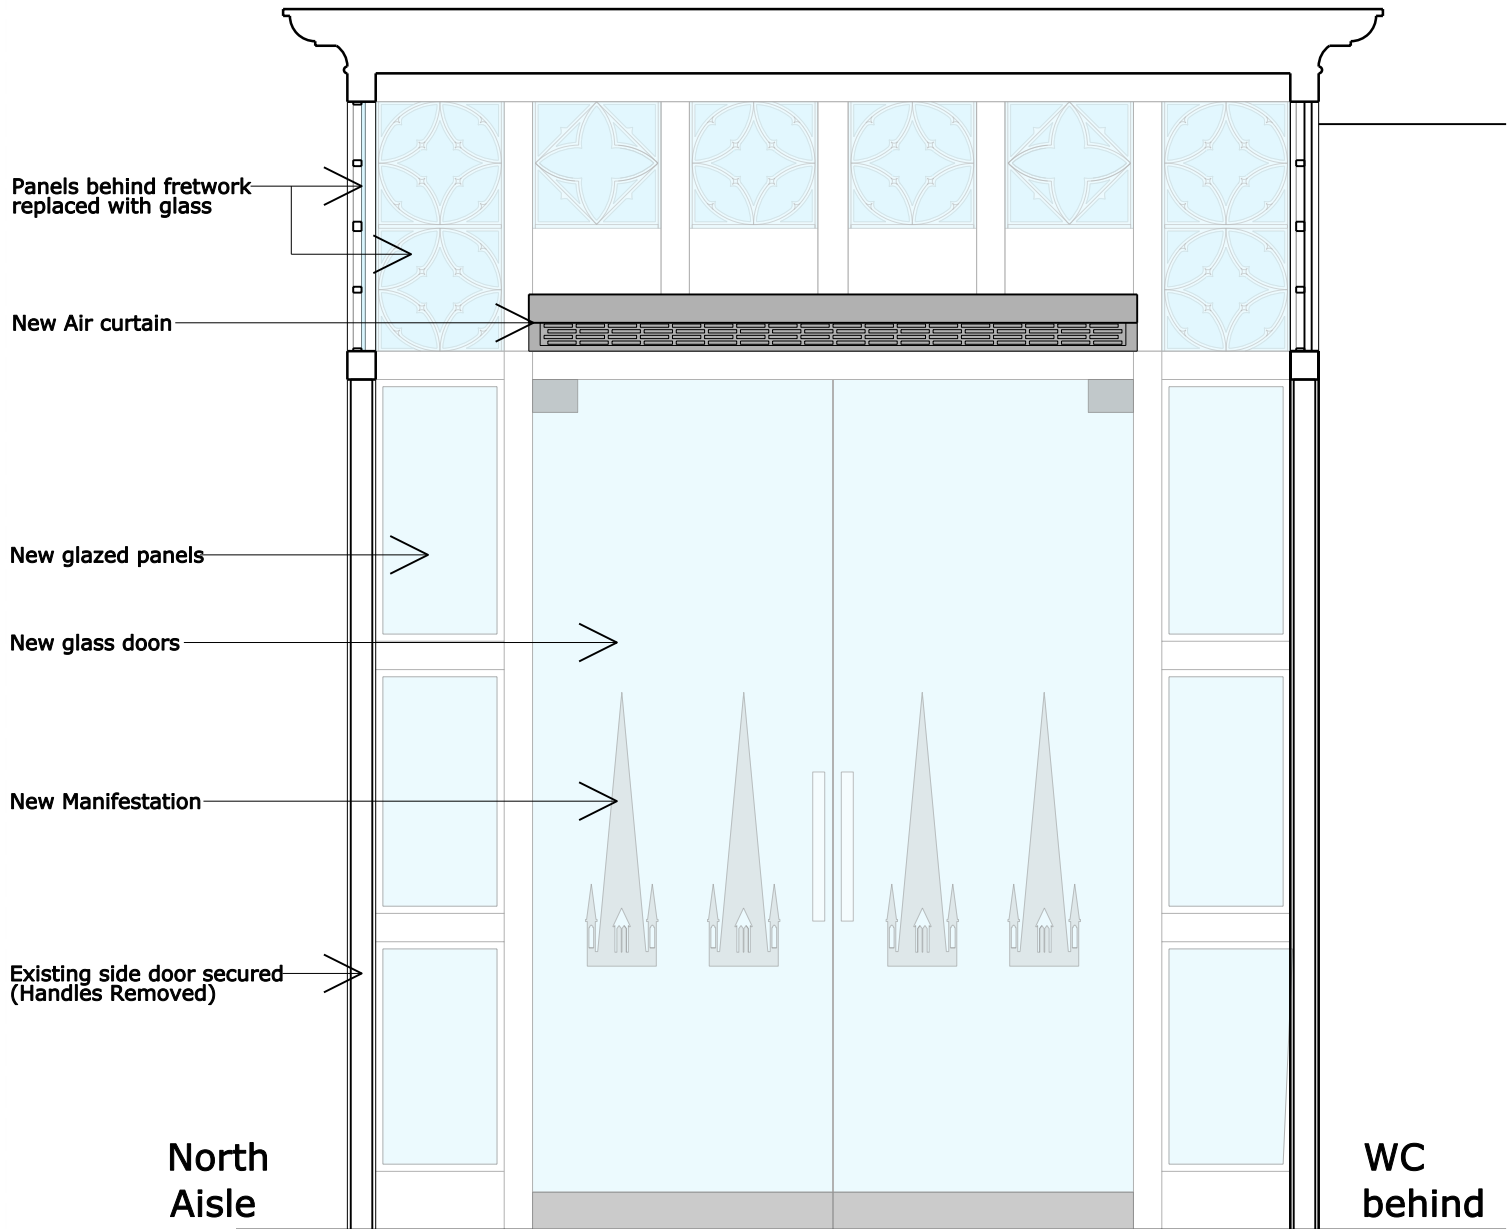 Panels behind fretwork
replaced with glass
New Air curtain
New glazed panels
New glass doors
New Manifestation
Existing side door secured
(Handles Removed)
North
Aisle
WC
behind